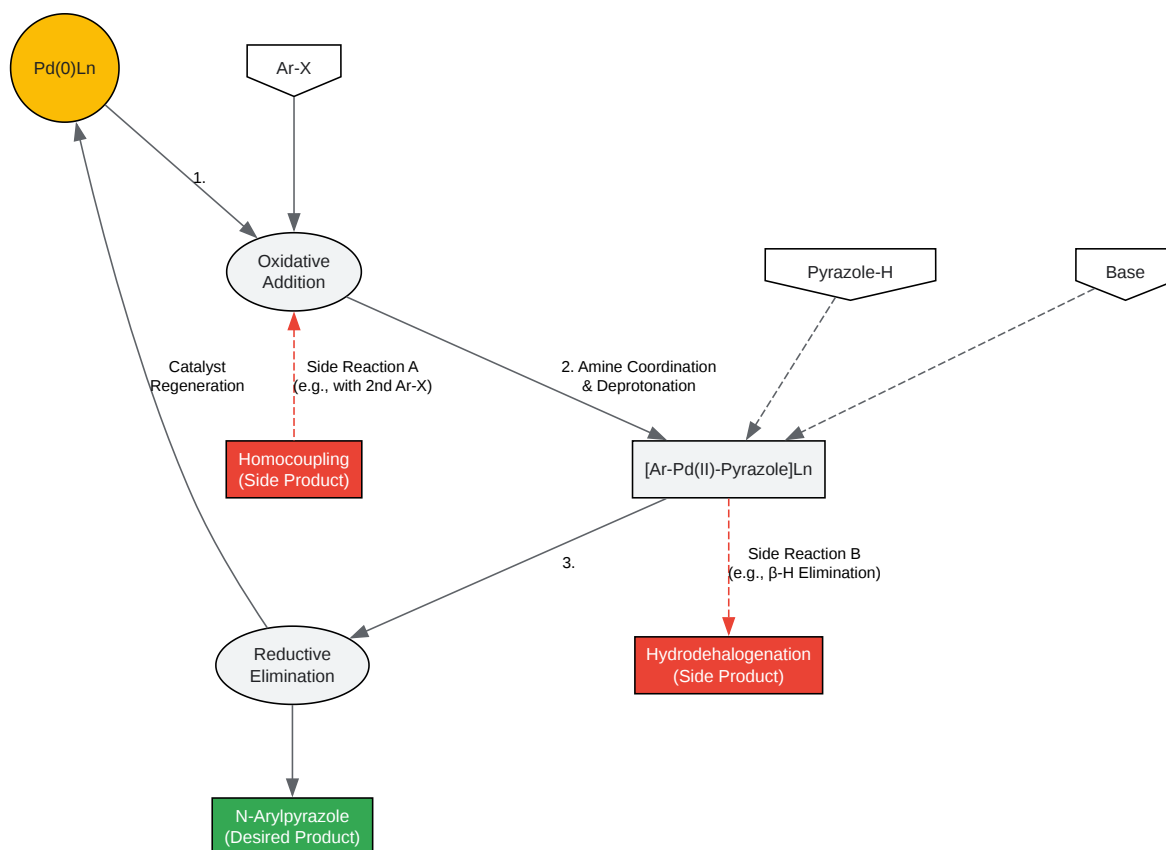 Pd(0)Ln
Ar-X
1.
Oxidative
Addition
Pyrazole-H
Base
Catalyst
Regeneration
Side Reaction A
(e.g., with 2nd Ar-X)
2. Amine Coordination
& Deprotonation
Homocoupling
(Side Product)
[Ar-Pd(II)-Pyrazole]Ln
3.
Side Reaction B
(e.g., β-H Elimination)
Reductive
Elimination
Hydrodehalogenation
(Side Product)
N-Arylpyrazole
(Desired Product)